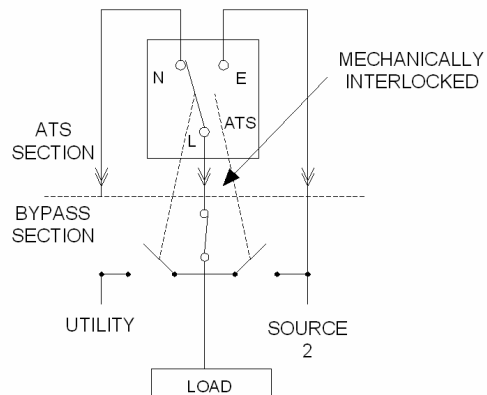 N
E
MECHANICALLY
INTERLOCKED
ATS
L
ATS
SECTION
BYPASS
SECTION
UTILITY
SOURCE
2
LOAD